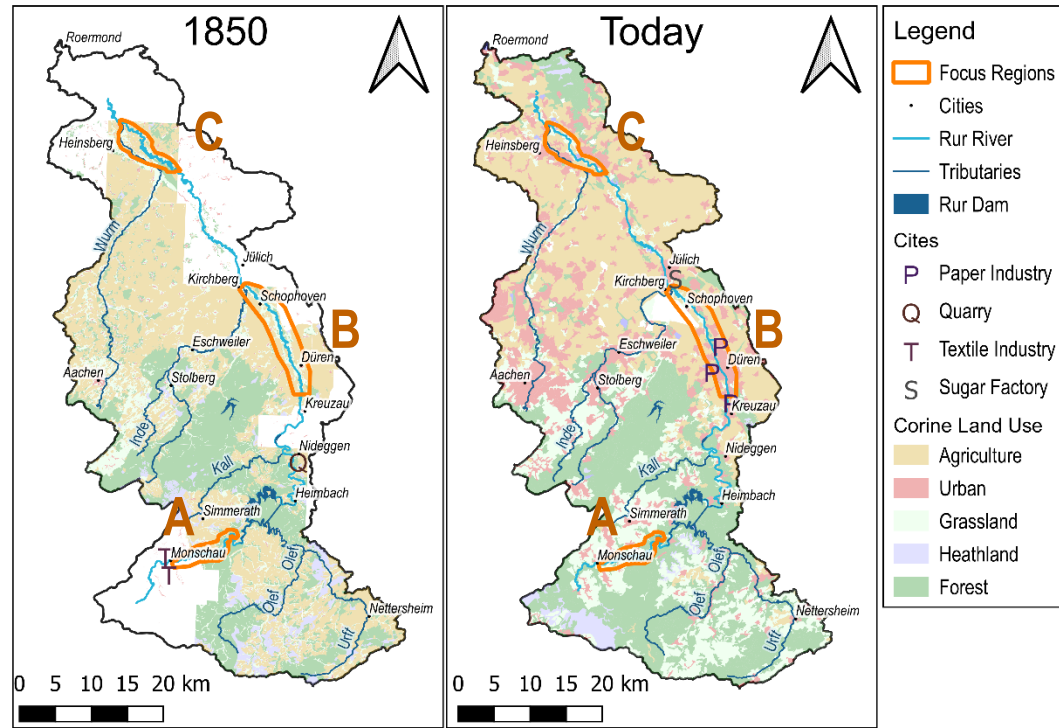 1850
Roermond
C
Heinsberg
Wurm
Jülich
Kirchberg
Schophoven
B
Eschweiler
Düren
Aachen
Stolberg
Kreuzau
Inde
Nideggen
Kall
Q
Heimbach
A
Simmerath
Monschau
T
T
Olef
Olef
Nettersheim
Urft
0 5 10 15 20 km
Today
Roermond
C
Heinsberg
Wurm
Jülich
Kirchberg
S
Schophoven
B
P
Eschweiler
Düren
P
Aachen
Stolberg
Kreuzau
Inde
Nideggen
Kall
Heimbach
A
Simmerath
Monschau
Olef
Olef
Nettersheim
Urft
0 5 10 15 20 km
Legend
Focus Regions
Cities
Rur River
Tributaries
Rur Dam
Cites
P Paper Industry
Q Quarry
T Textile Industry
S Sugar Factory
Corine Land Use
Agriculture
Urban
Grassland
Heathland
Forest